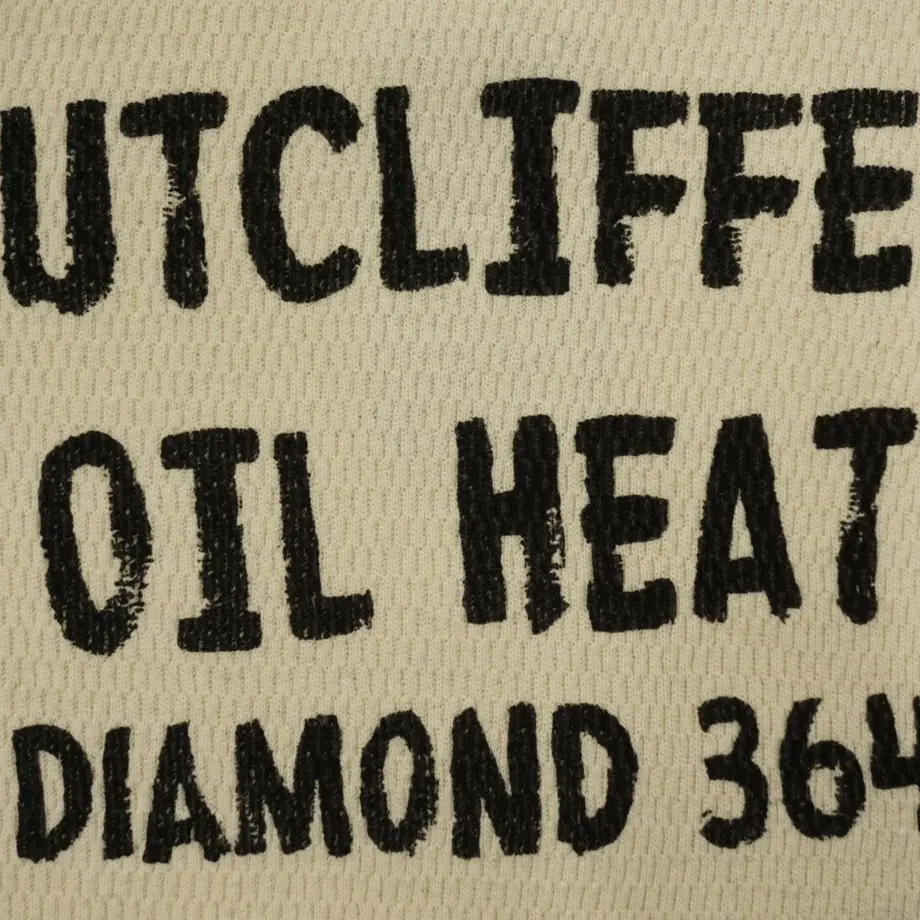 UTCLIFFE
OIL HEAT
DIAMOND 364